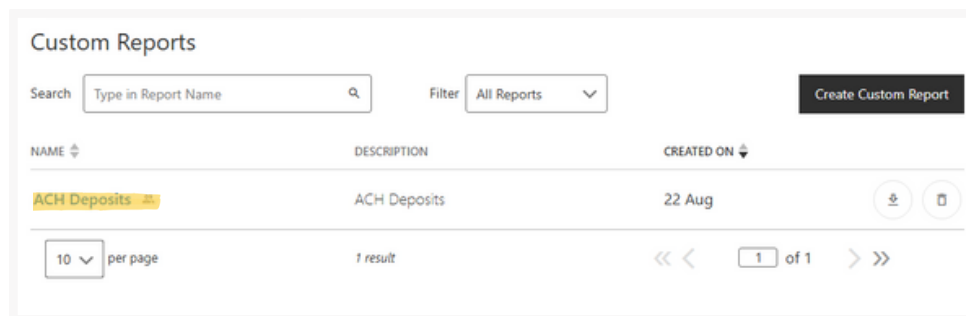 Custom Reports
Search Type in Report Name Filter All Reports Create Custom Report
NAME DESCRIPTION CREATED ON
ACH Deposits ACH Deposits 22 Aug
10 per page 1 result 1 of 1